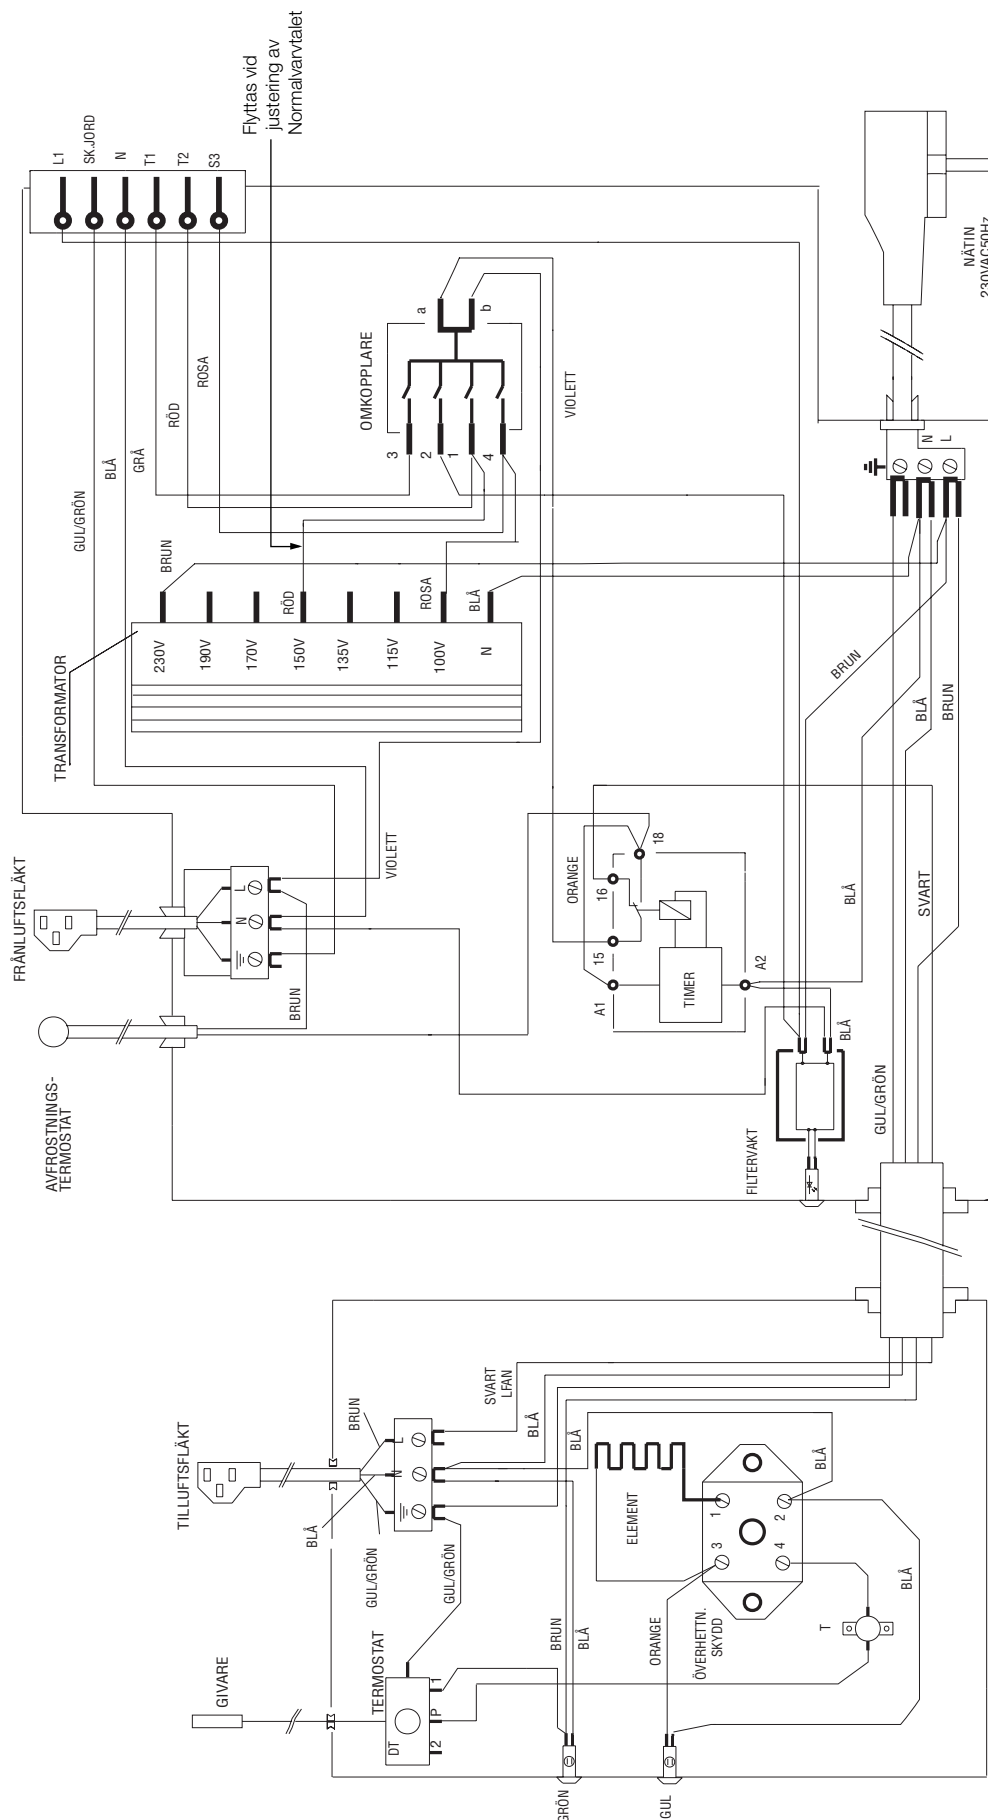 L1
SK.JORD
N
T1
T2
S3
Flyttas vid
justering av
Normalvarvtalet
GUL/GRÖN
BLÅ
GRÅ
RÖD
ROSA
OMKOPPLARE
a
b
3
2
1
4
VIOLETT
NÄTIN
230VAC50Hz
N
L
TRANSFORMATOR
BRUN
RÖD
ROSA
BLÅ
230V
190V
170V
150V
135V
115V
100V
N
BRUN
BLÅ
BRUN
FRÅNLUFTSFLÄKT
L
N
VIOLETT
BRUN
AVFROSTNINGS-
TERMOSTAT
ORANGE
18
16
15
A1
TIMER
A2
BLÅ
SVART
BLÅ
FILTERVAKT
GUL/GRÖN
TILLUFTSFLÄKT
BRUN
L
N
BLÅ
GUL/GRÖN
GUL/GRÖN
SVART
LFAN
BLÅ
BLÅ
ELEMENT
1
2
3
4
BLÅ
ÖVERHETTN.
SKYDD
GIVARE
TERMOSTAT
DT
1
P
2
BRUN
BLÅ
ORANGE
T
BLÅ
GRÖN
GUL